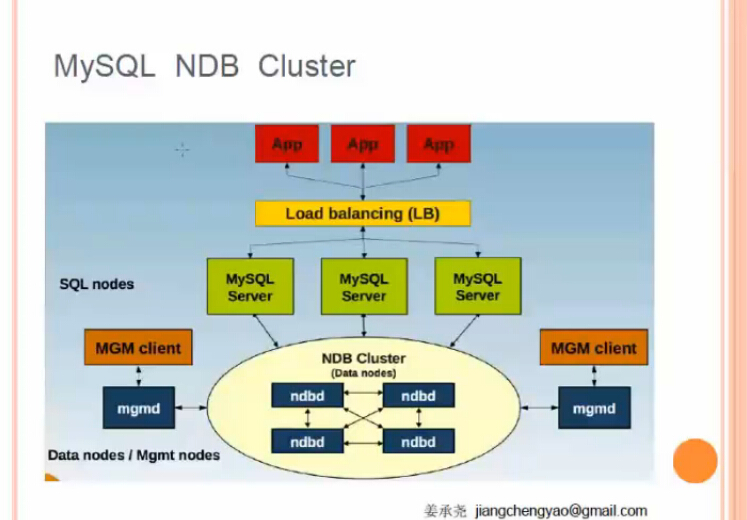 MySQL NDB Cluster
App App App
Load balancing (LB)
SQL nodes
MySQL Server
MySQL Server
MySQL Server
MGM client
MGM client
NDB Cluster
(Data nodes)
ndbd ndbd
mgmd
mgmd
ndbd ndbd
Data nodes / Mgmt nodes
姜承尧 jiangchengyao@gmail.com